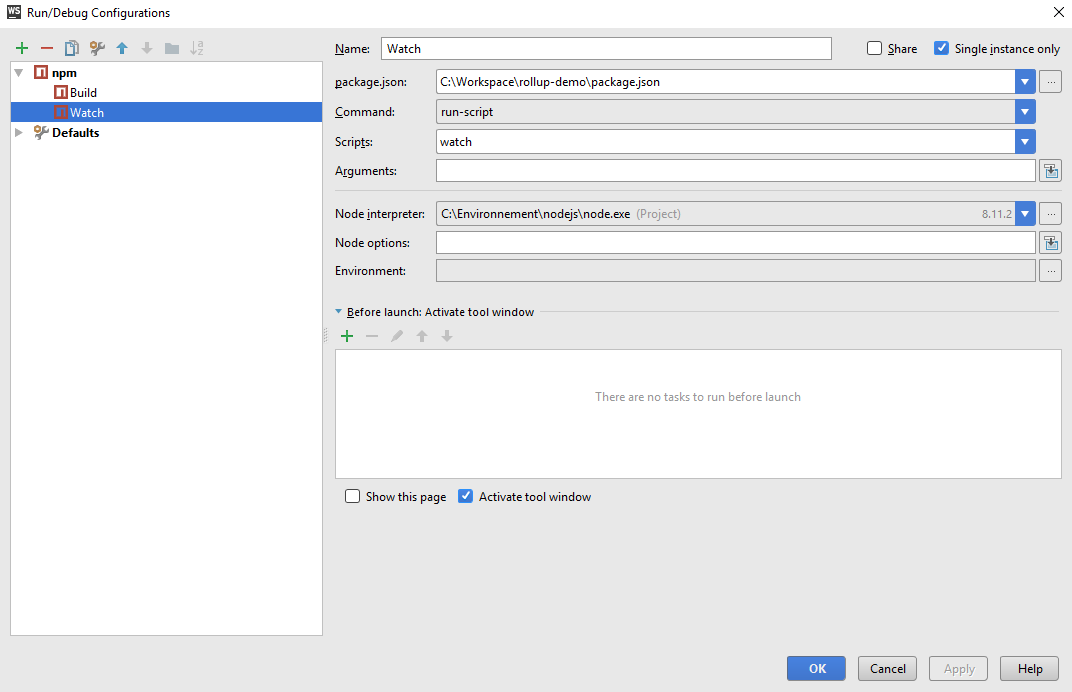 WS Run/Debug Configurations
Name: Watch Share Single instance only
npm
Build
Watch
Defaults
package.json: C:\Workspace\rollup-demo\package.json ...
Command: run-script
Scripts: watch
Arguments:
Node interpreter: C:\Environnement\nodejs\node.exe (Project) 8.11.2 ...
Node options:
Environment: ...
Before launch: Activate tool window
There are no tasks to run before launch
Show this page Activate tool window
OK Cancel Apply Help